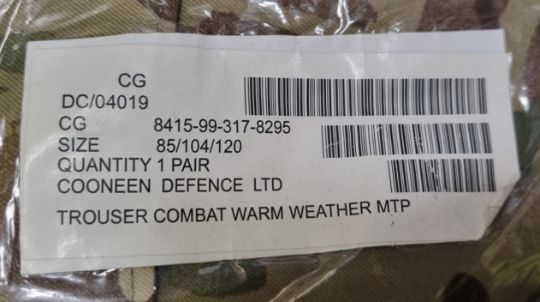 CG
DC/04019
CG 8415-99-317-8295
SIZE 85/104/120
QUANTITY 1 PAIR
COONEEN DEFENCE LTD
TROUSER COMBAT WARM WEATHER MTP